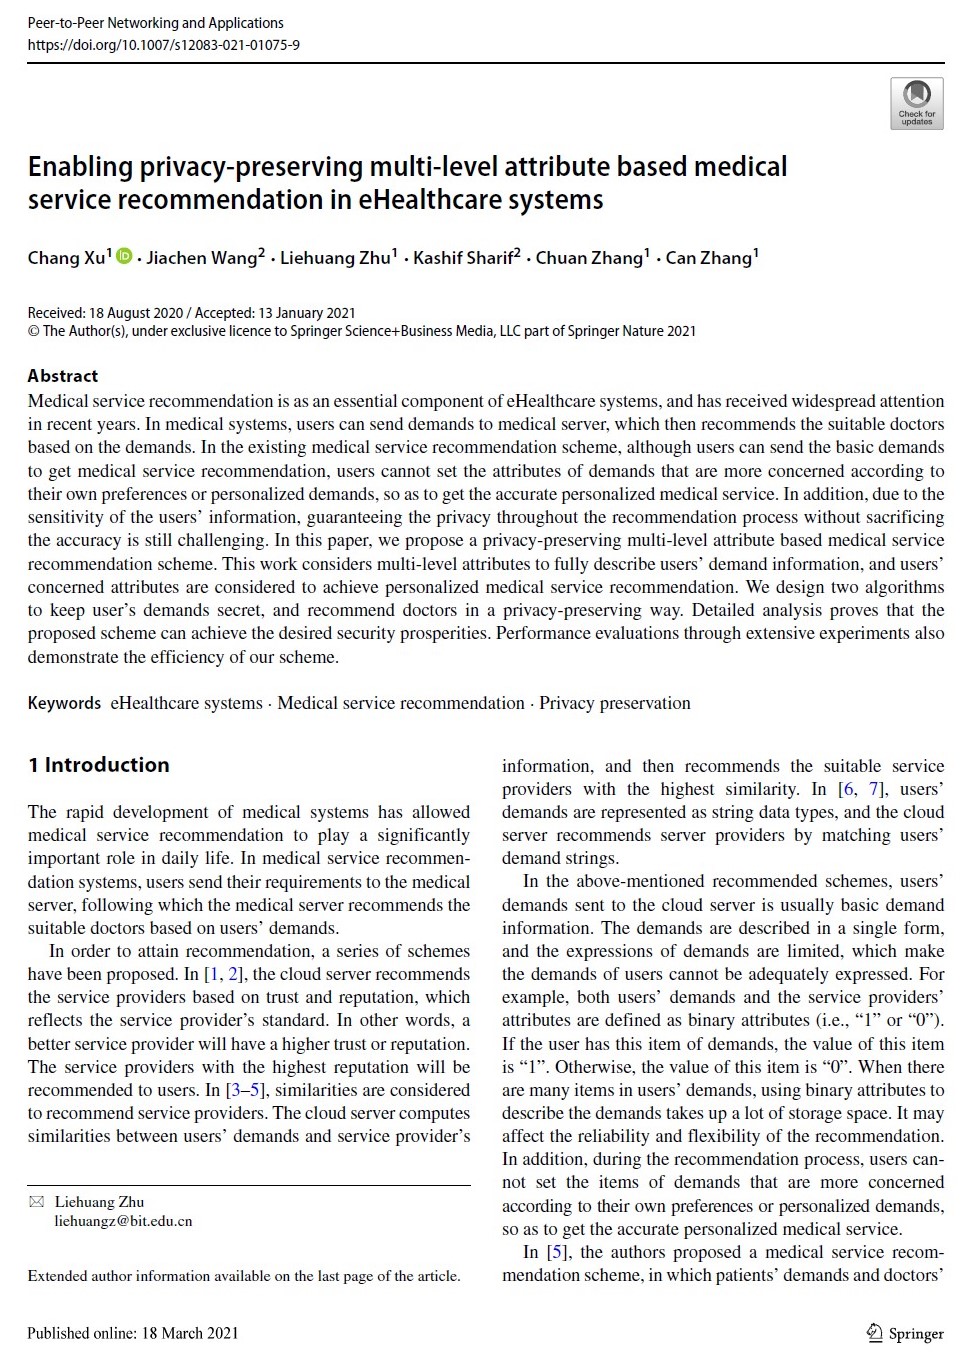 Peer-to-Peer Networking and Applications
https://doi.org/10.1007/s12083-021-01075-9
Check for
updates
Enabling privacy-preserving multi-level attribute based medical
service recommendation in eHealthcare systems
Chang Xu1 iD · Jiachen Wang2 · Liehuang Zhu1 · Kashif Sharif2 · Chuan Zhang1 · Can Zhang1
Received: 18 August 2020 / Accepted: 13 January 2021
© The Author(s), under exclusive licence to Springer Science+Business Media, LLC part of Springer Nature 2021
Abstract
Medical service recommendation is as an essential component of eHealthcare systems, and has received widespread attention
in recent years. In medical systems, users can send demands to medical server, which then recommends the suitable doctors
based on the demands. In the existing medical service recommendation scheme, although users can send the basic demands
to get medical service recommendation, users cannot set the attributes of demands that are more concerned according to
their own preferences or personalized demands, so as to get the accurate personalized medical service. In addition, due to the
sensitivity of the users’ information, guaranteeing the privacy throughout the recommendation process without sacrificing
the accuracy is still challenging. In this paper, we propose a privacy-preserving multi-level attribute based medical service
recommendation scheme. This work considers multi-level attributes to fully describe users’ demand information, and users’
concerned attributes are considered to achieve personalized medical service recommendation. We design two algorithms
to keep user’s demands secret, and recommend doctors in a privacy-preserving way. Detailed analysis proves that the
proposed scheme can achieve the desired security prosperities. Performance evaluations through extensive experiments also
demonstrate the efficiency of our scheme.
Keywords eHealthcare systems · Medical service recommendation · Privacy preservation
1 Introduction
The rapid development of medical systems has allowed
medical service recommendation to play a significantly
important role in daily life. In medical service recommen-
dation systems, users send their requirements to the medical
server, following which the medical server recommends the
suitable doctors based on users’ demands.
In order to attain recommendation, a series of schemes
have been proposed. In [1, 2], the cloud server recommends
the service providers based on trust and reputation, which
reflects the service provider’s standard. In other words, a
better service provider will have a higher trust or reputation.
The service providers with the highest reputation will be
recommended to users. In [3–5], similarities are considered
to recommend service providers. The cloud server computes
similarities between users’ demands and service provider’s
Liehuang Zhu
liehuangz@bit.edu.cn
Extended author information available on the last page of the article.
information, and then recommends the suitable service
providers with the highest similarity. In [6, 7], users’
demands are represented as string data types, and the cloud
server recommends server providers by matching users’
demand strings.
In the above-mentioned recommended schemes, users’
demands sent to the cloud server is usually basic demand
information. The demands are described in a single form,
and the expressions of demands are limited, which make
the demands of users cannot be adequately expressed. For
example, both users’ demands and the service providers’
attributes are defined as binary attributes (i.e., “1” or “0”).
If the user has this item of demands, the value of this item
is “1”. Otherwise, the value of this item is “0”. When there
are many items in users’ demands, using binary attributes to
describe the demands takes up a lot of storage space. It may
affect the reliability and flexibility of the recommendation.
In addition, during the recommendation process, users can-
not set the items of demands that are more concerned
according to their own preferences or personalized demands,
so as to get the accurate personalized medical service.
In [5], the authors proposed a medical service recom-
mendation scheme, in which patients’ demands and doctors’
Published online: 18 March 2021
Springer